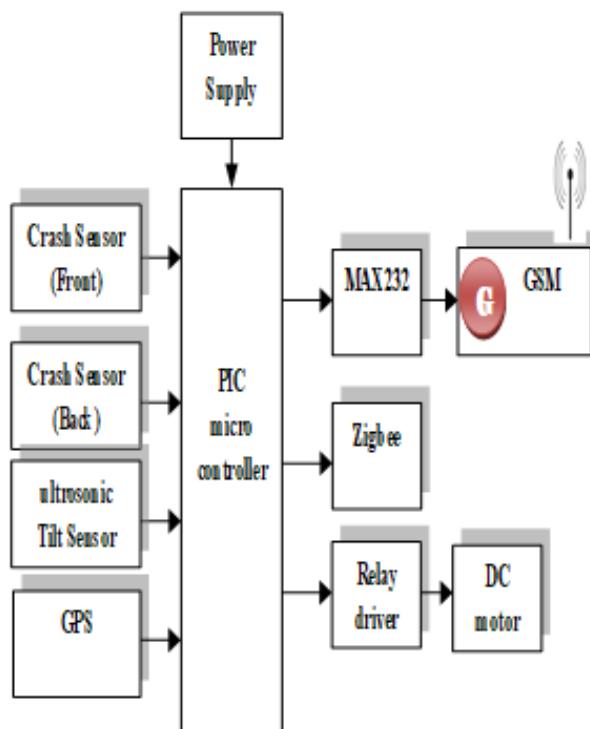 Power
Supply
Crash Sensor
(Front)
Crash Sensor
(Back)
ultrosonic
Tilt Sensor
GPS
PIC
micro
controller
MAX232
G
GSM
Zigbee
Relay
driver
DC
motor